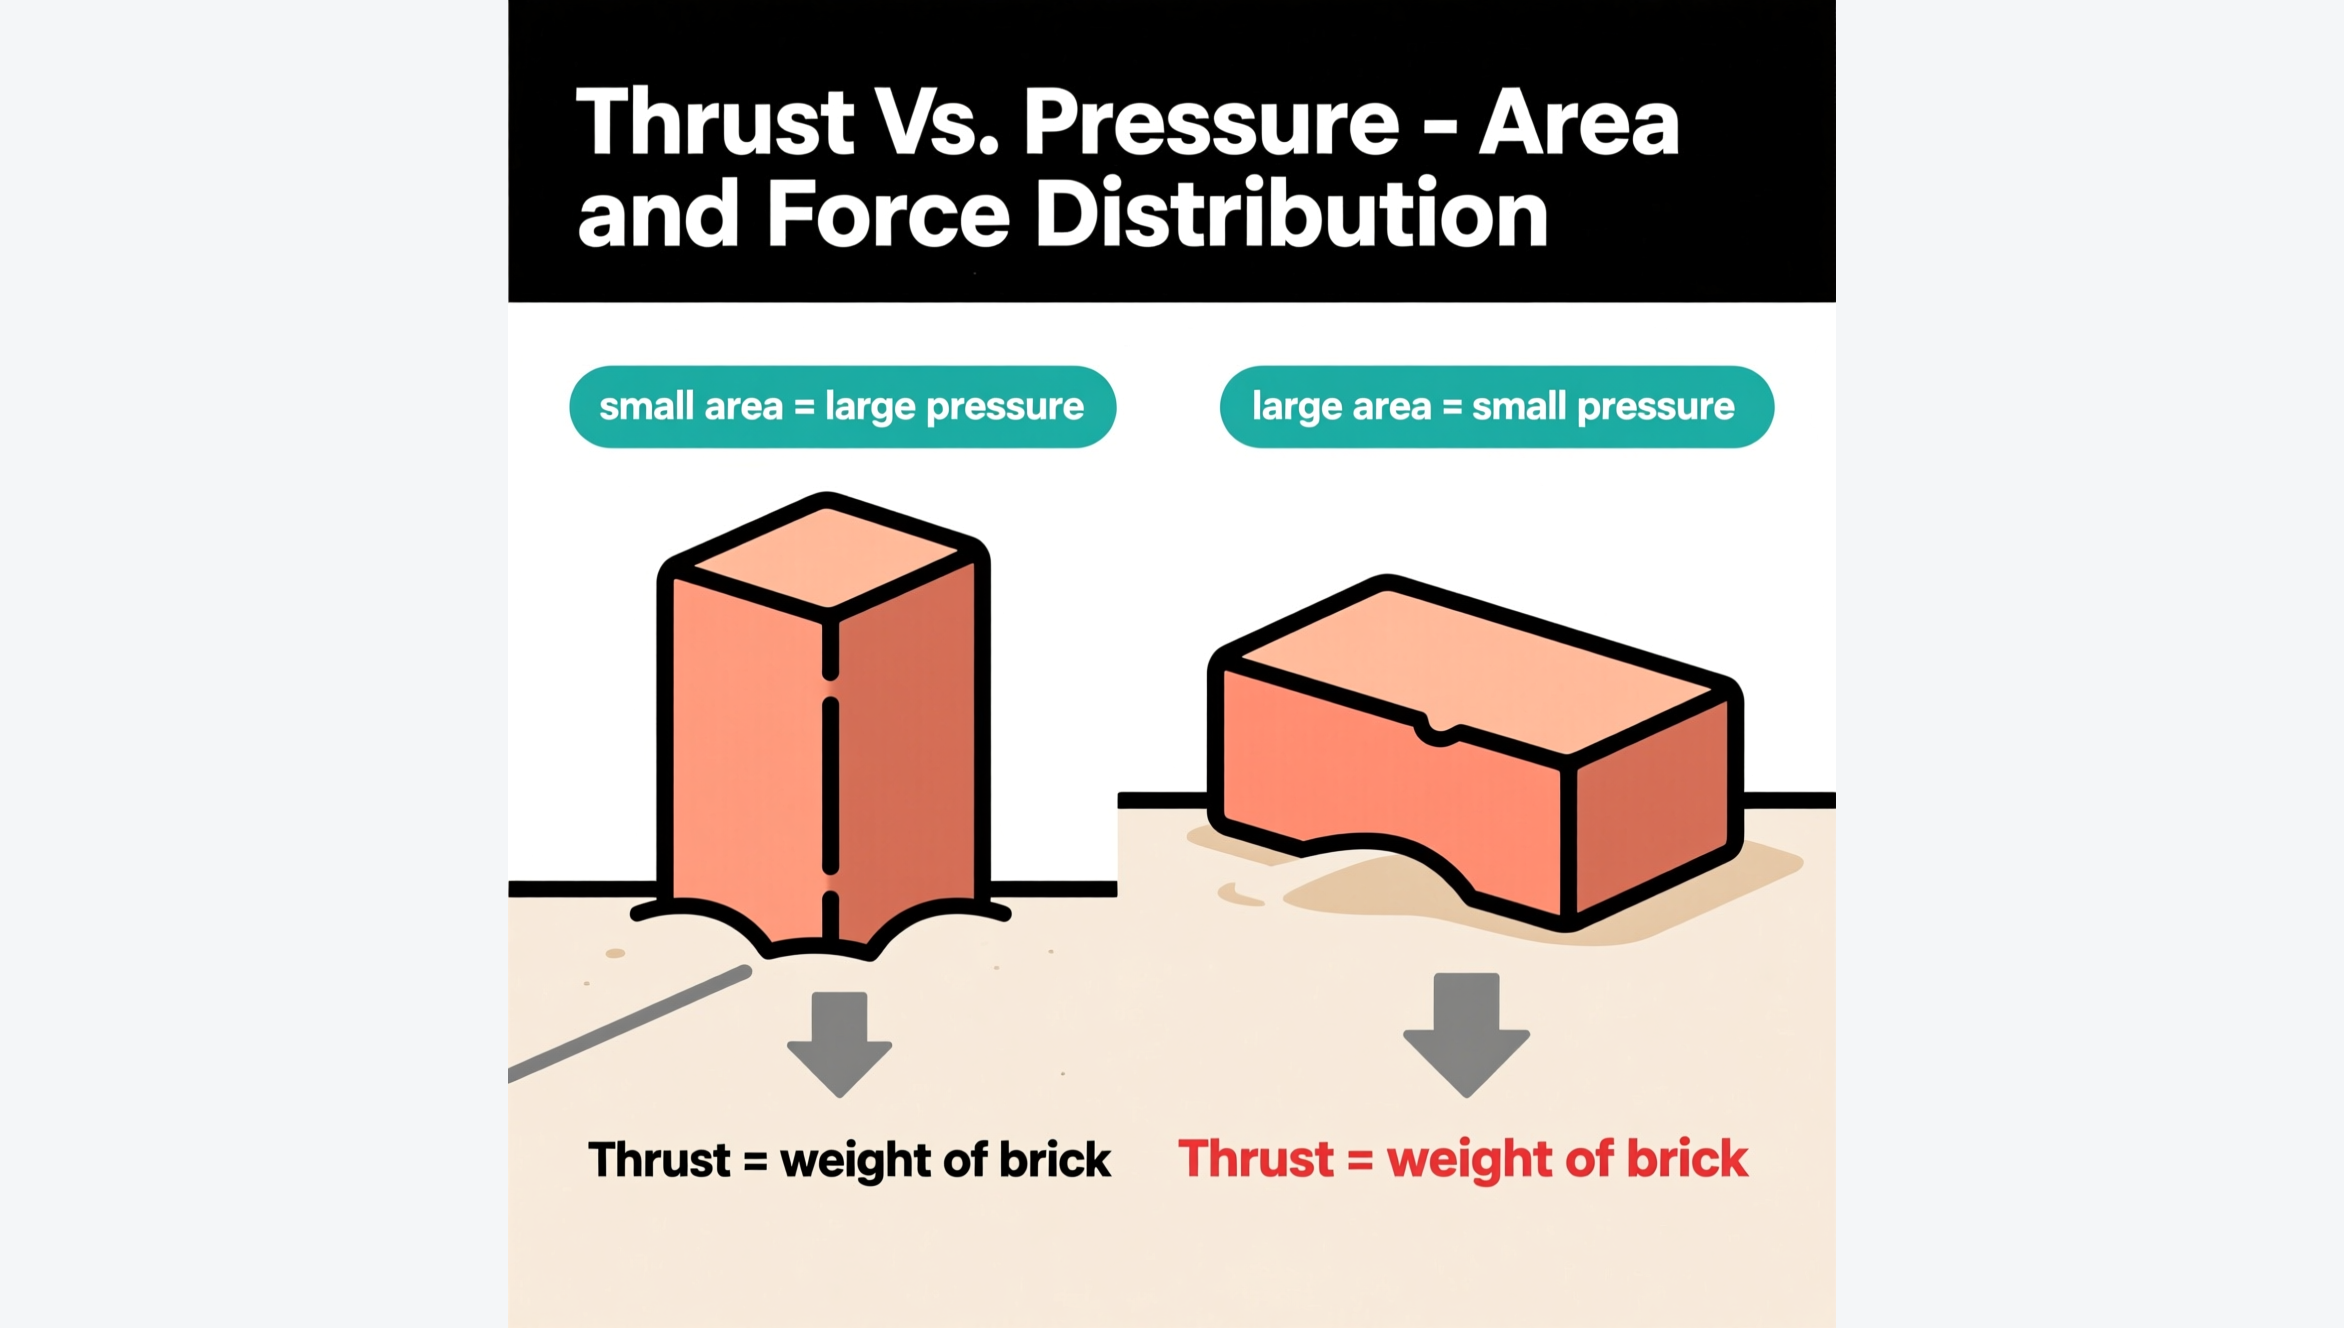 Thrust Vs. Pressure - Area
and Force Distribution
small area = large pressure
large area = small pressure
Thrust = weight of brick
Thrust = weight of brick